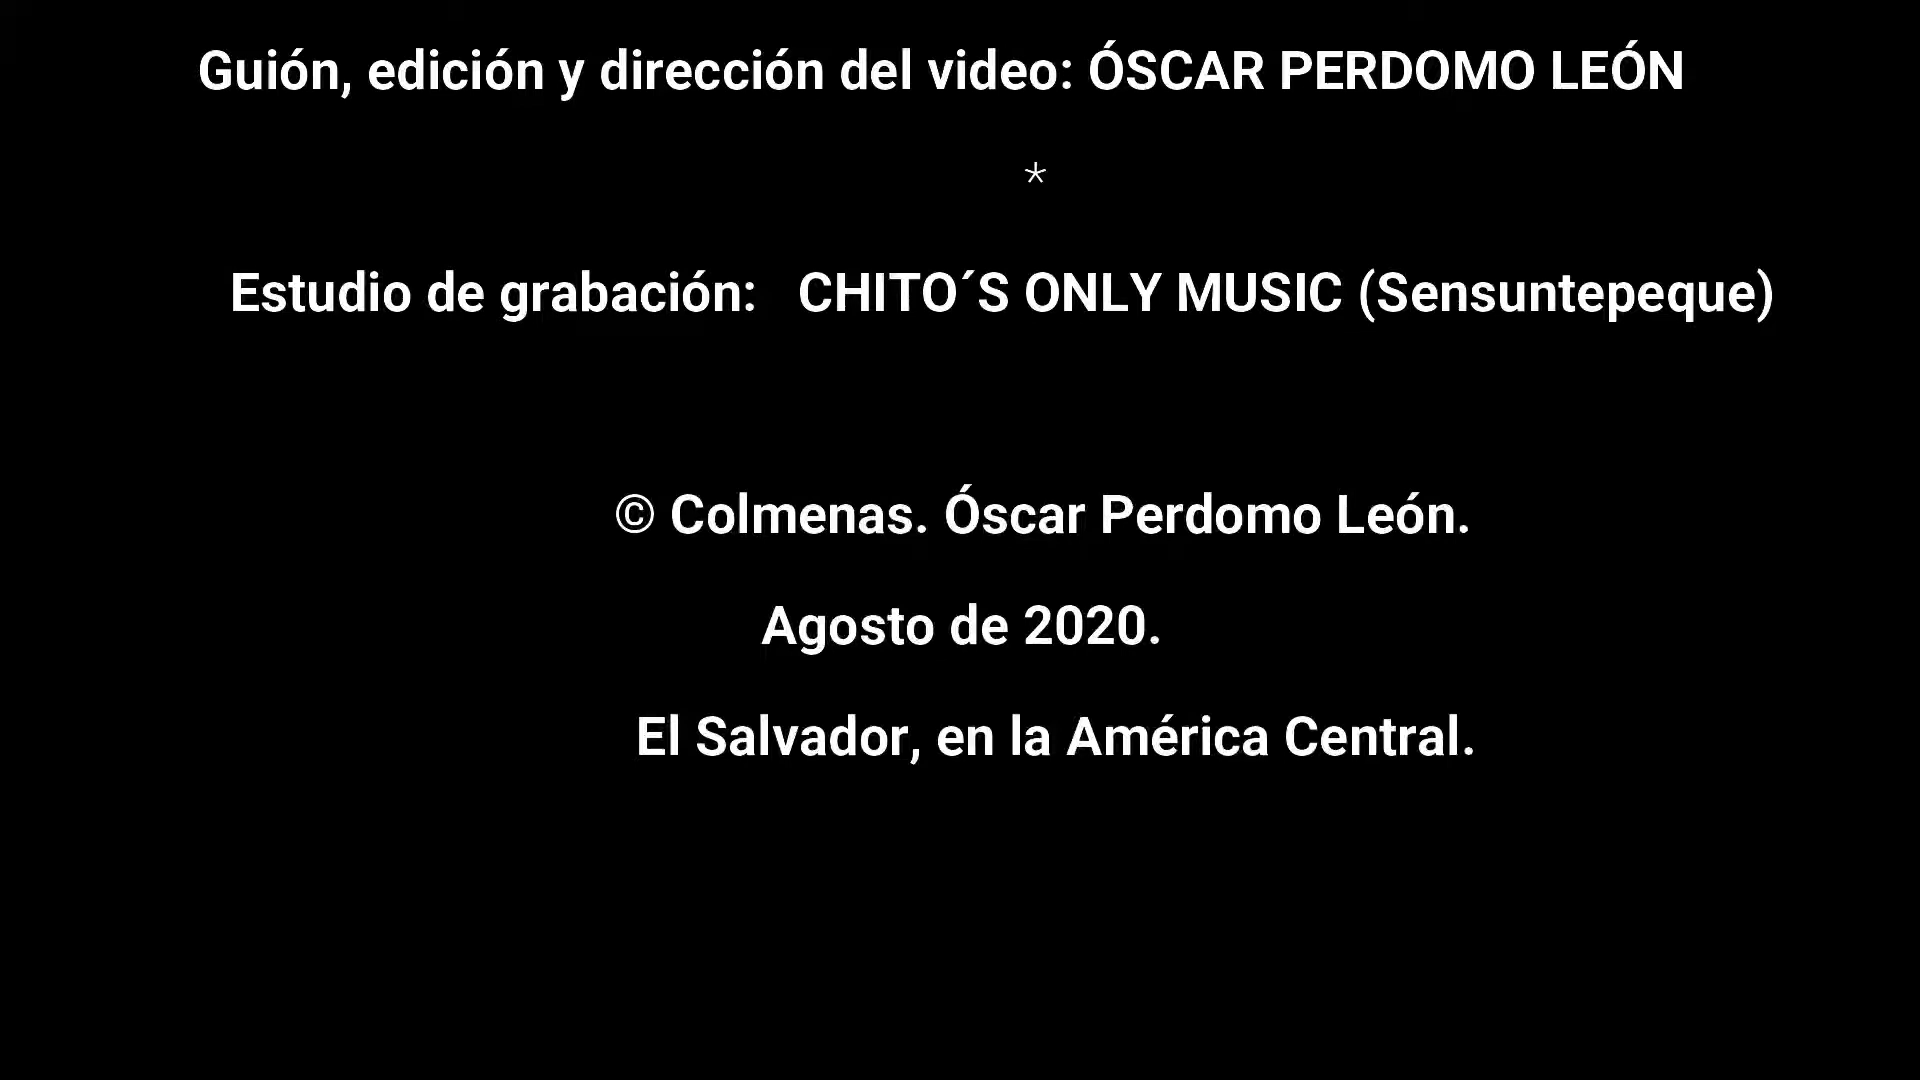 Guión, edición y dirección del video: ÓSCAR PERDOMO LEÓN
*
Estudio de grabación: CHITO´S ONLY MUSIC (Sensuntepeque)
© Colmenas. Óscar Perdomo León.
Agosto de 2020.
El Salvador, en la América Central.